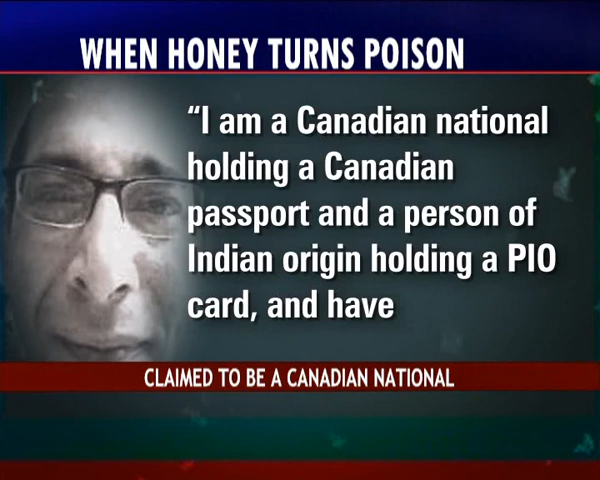 WHEN HONEY TURNS POISON
“I am a Canadian national
holding a Canadian
passport and a person of
Indian origin holding a PIO
card, and have
CLAIMED TO BE A CANADIAN NATIONAL